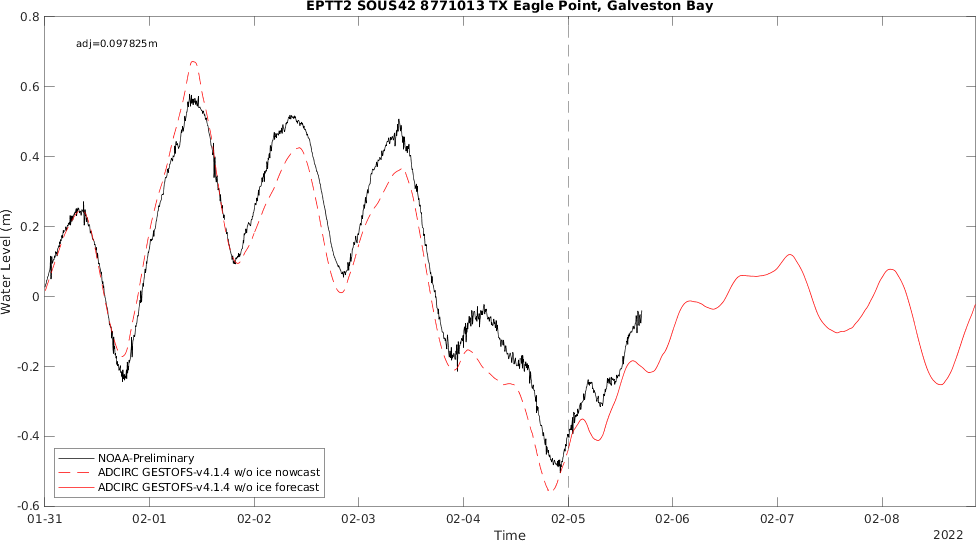 EPTT2 SOUS42 8771013 TX Eagle Point, Galveston Bay
0.8
adj=0.097825m
0.6
0.4
0.2
0
-0.2
-0.4
-0.6
Water Level (m)
NOAA-Preliminary
ADCIRC GESTOFS-v4.1.4 w/o ice nowcast
ADCIRC GESTOFS-v4.1.4 w/o ice forecast
01-31 02-01 02-02 02-03 02-04 02-05 02-06 02-07 02-08
Time
2022